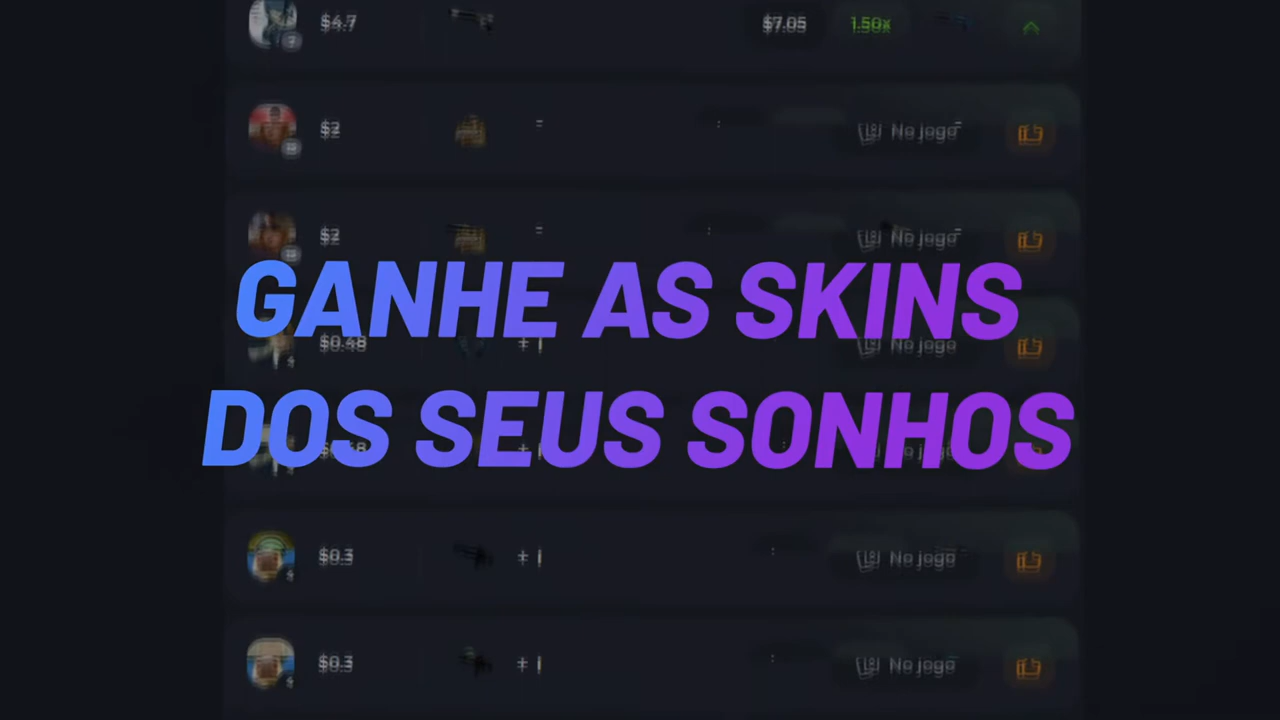 $4.7 $7.05 1.50x
$2 No jogo
$2 No jogo
GANHE AS SKINS
$0.48 + No jogo
DOS SEUS SONHOS
$0.3 + No jogo
$0.3 + No jogo